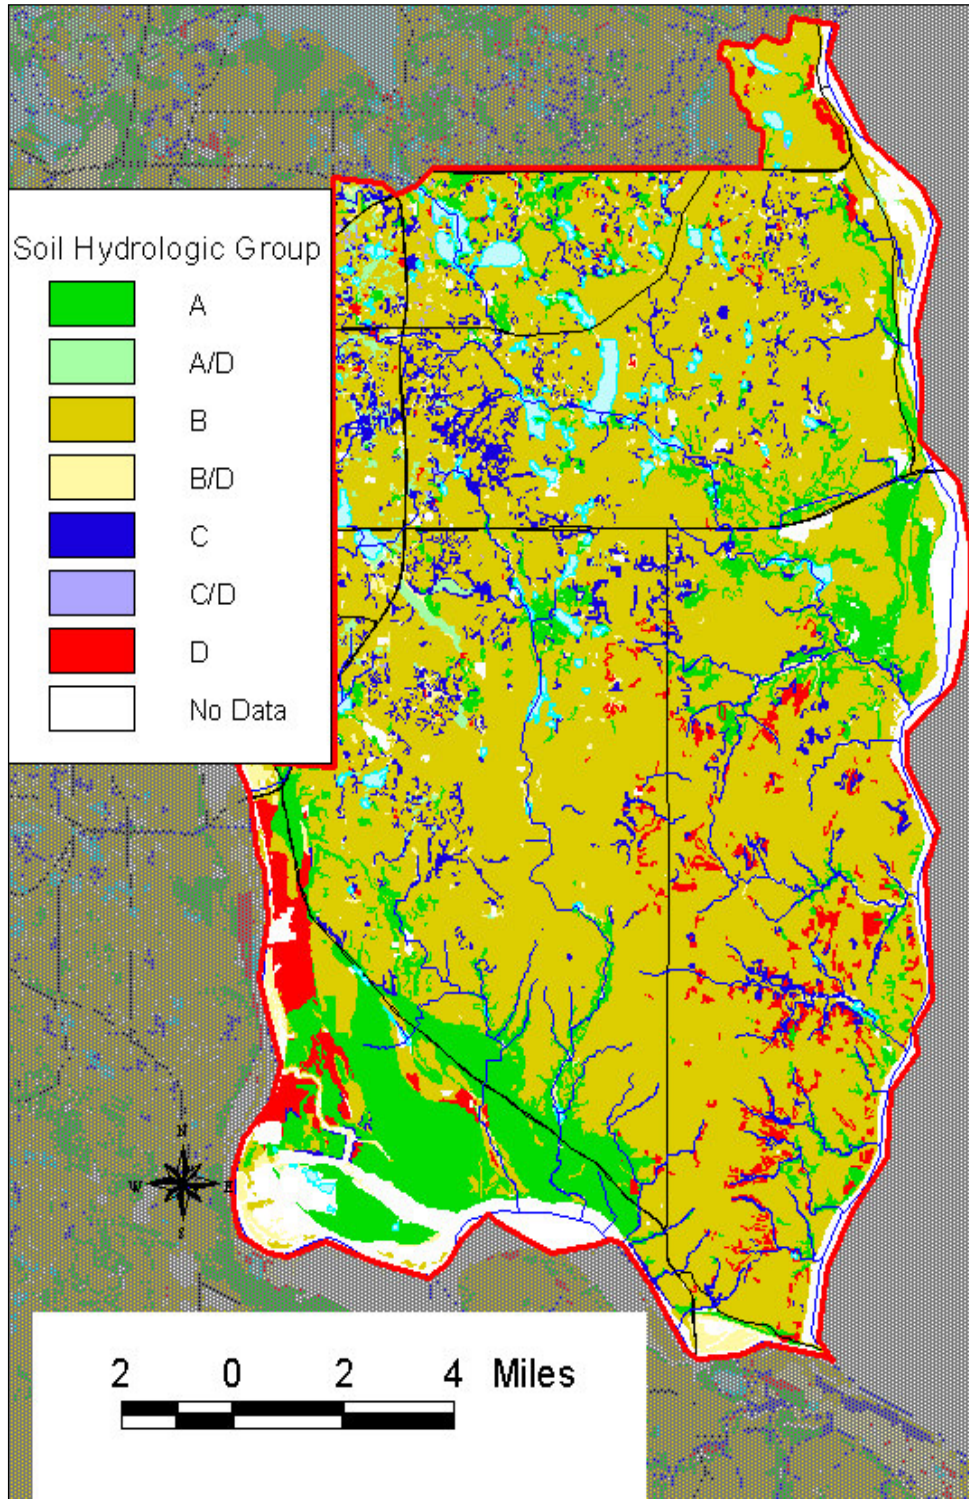 Soil Hydrologic Group
A
A/D
B
B/D
C
C/D
D
No Data
N
W E
S
2 0 2 4 Miles